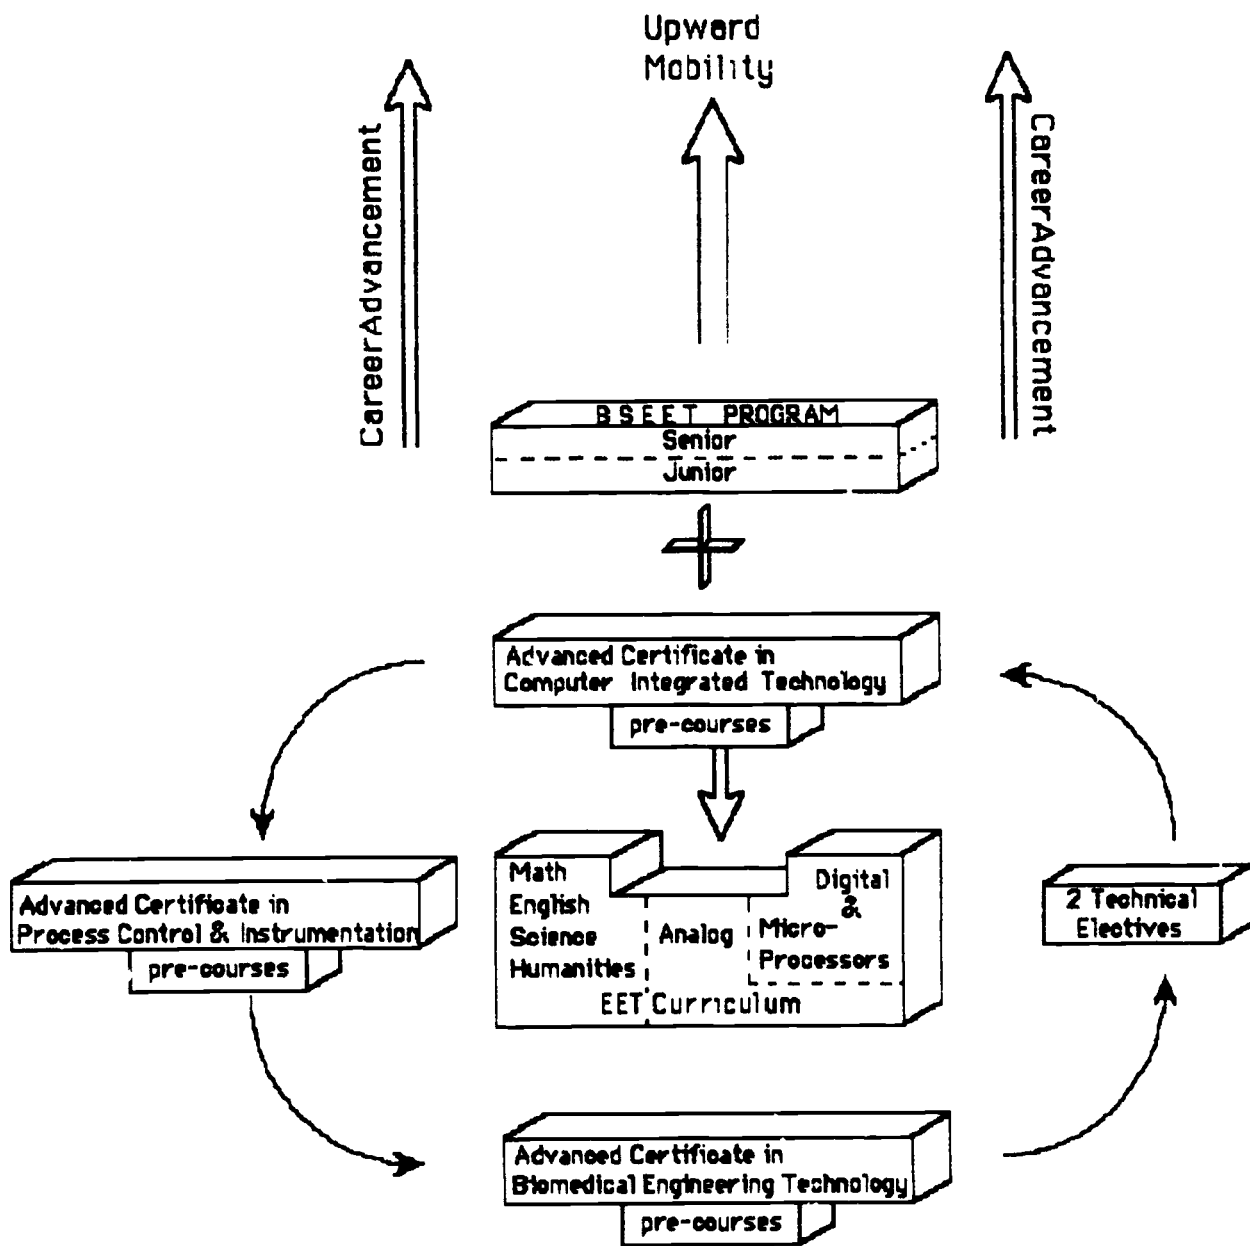 Upward
Mobility
CareerAdvancement
CareerAdvancement
BSEET PROGRAM
Senior
Junior
Advanced Certificate in
Computer Integrated Technology
pre-courses
Advanced Certificate in
Process Control & Instrumentation
pre-courses
Math
English
Science
Humanities
Analog
Digital
&
Micro-
Processors
EET Curriculum
2 Technical
Electives
Advanced Certificate in
Biomedical Engineering Technology
pre-courses